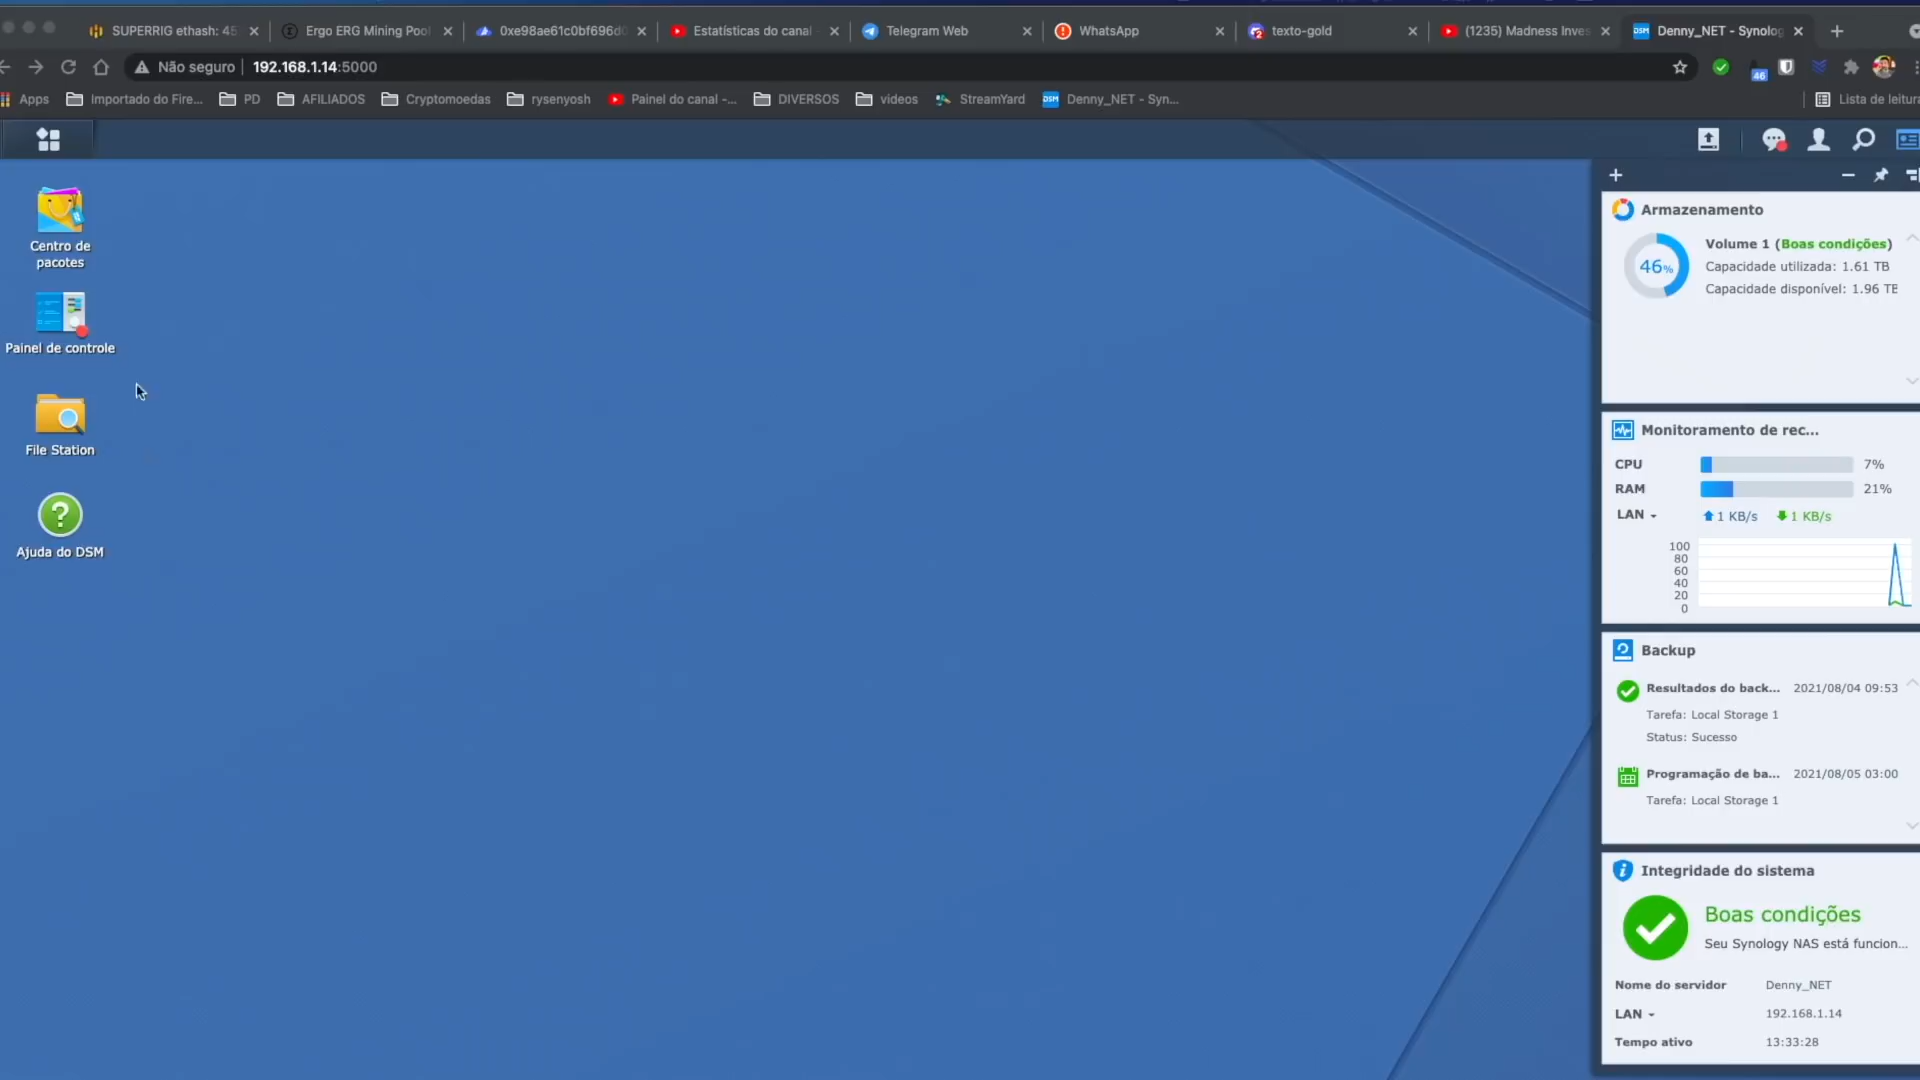 SUPERRIG ethash: 45
Ergo ERG Mining Pool
0xe98ae61c0bf696d0
Estatísticas do canal
Telegram Web
WhatsApp
texto-gold
(1235) Madness Inves
DSM Denny_NET - Synolog
Não seguro 192.168.1.14:5000
46
Apps
Importado do Fire...
PD
AFILIADOS
Cryptomoedas
rysenyosh
Painel do canal -...
DIVERSOS
videos
StreamYard
DSM Denny_NET - Syn...
Lista de leitura
Centro de
pacotes
Painel de controle
File Station
Ajuda do DSM
Armazenamento
46%
Volume 1 (Boas condições)
Capacidade utilizada: 1.61 TB
Capacidade disponível: 1.96 TB
Monitoramento de rec...
CPU 7%
RAM 21%
LAN 1 KB/s 1 KB/s
100
80
60
40
20
0
Backup
Resultados do back... 2021/08/04 09:53
Tarefa: Local Storage 1
Status: Sucesso
Programação de ba... 2021/08/05 03:00
Tarefa: Local Storage 1
Integridade do sistema
Boas condições
Seu Synology NAS está funcion...
Nome do servidor Denny_NET
LAN 192.168.1.14
Tempo ativo 13:33:28